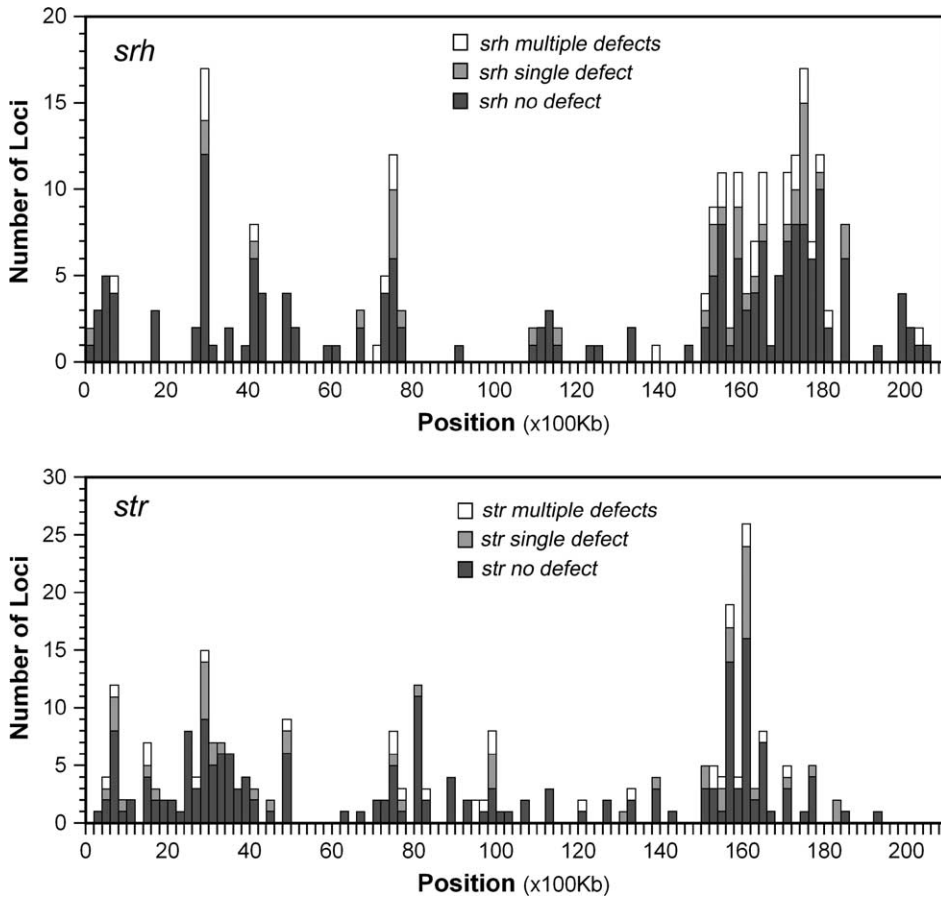 20
srh
srh multiple defects
srh single defect
srh no defect
15
10
5
0
Number of Loci
0 20 40 60 80 100 120 140 160 180 200
Position (x100Kb)
30
str
str multiple defects
str single defect
str no defect
25
20
15
10
5
0
Number of Loci
0 20 40 60 80 100 120 140 160 180 200
Position (x100Kb)